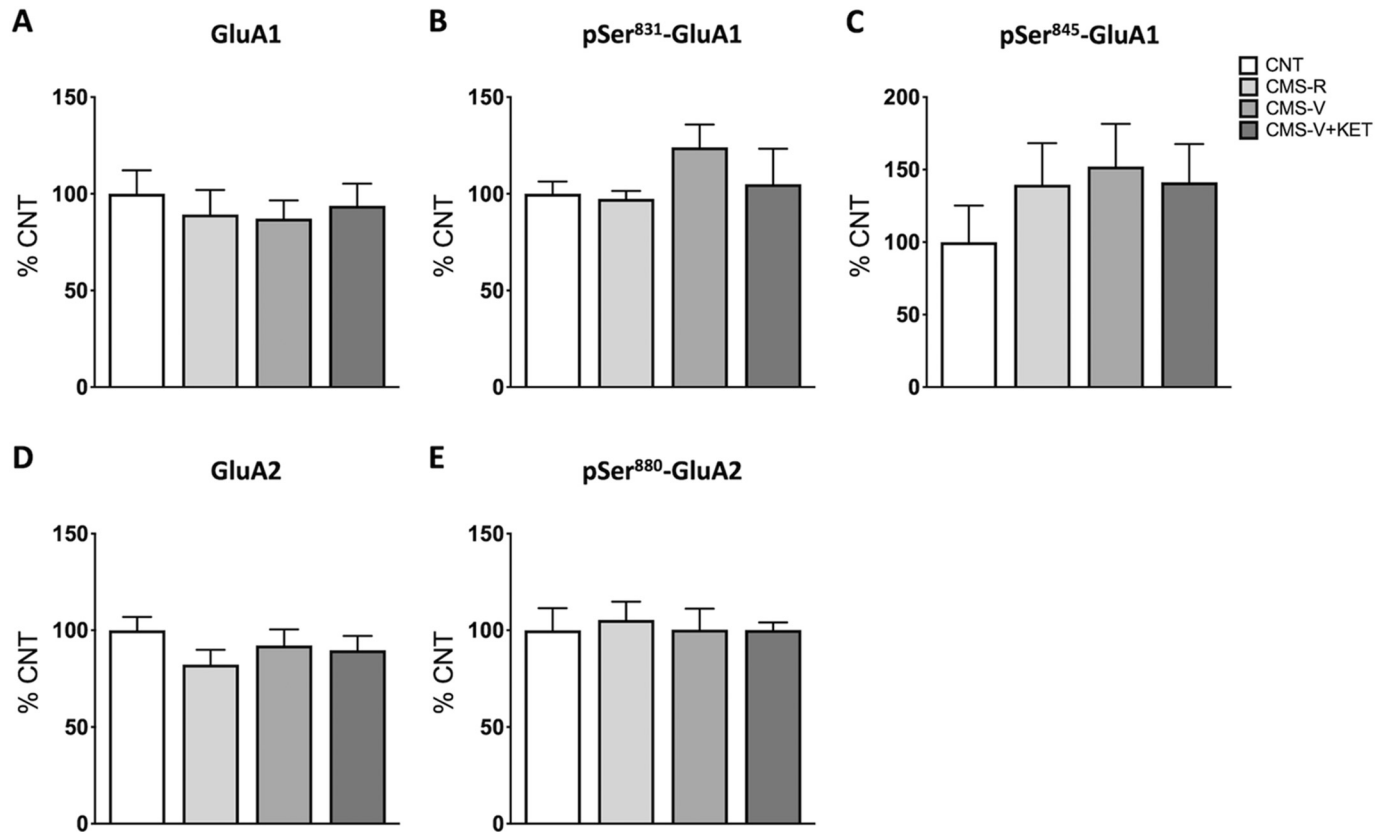 A GluA1
150
100
50
0
% CNT
B pSer⁸³¹-GluA1
150
100
50
0
% CNT
C pSer⁸⁴⁵-GluA1
200
150
100
50
0
% CNT
CNT
CMS-R
CMS-V
CMS-V+KET
D GluA2
150
100
50
0
% CNT
E pSer⁸⁸⁰-GluA2
150
100
50
0
% CNT